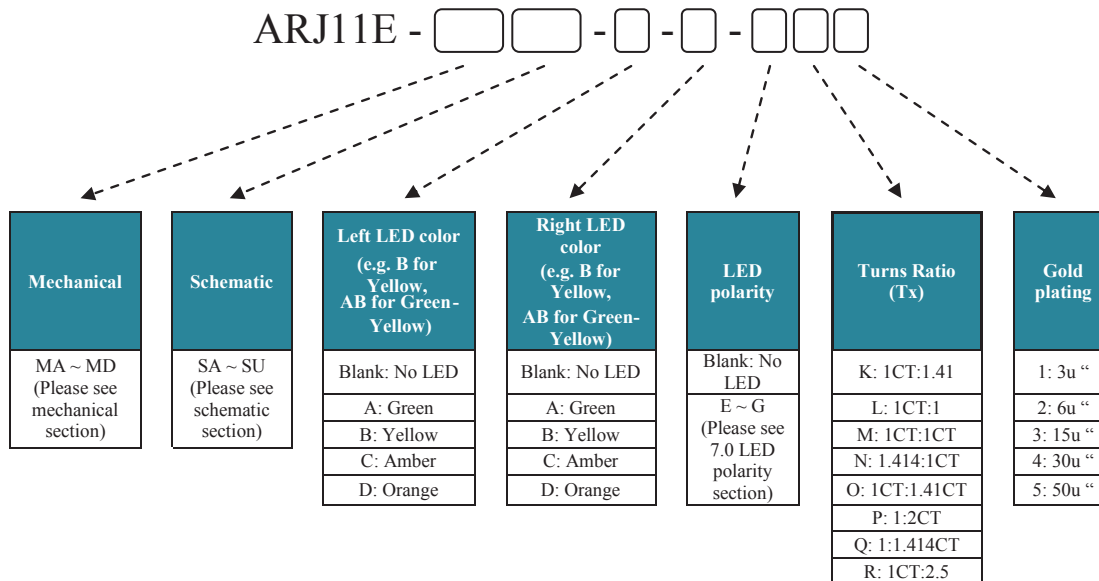 ARJ11E - - - -
Mechanical
MA ~ MD
(Please see
mechanical
section)
Schematic
SA ~ SU
(Please see
schematic
section)
Left LED color
(e.g. B for
Yellow,
AB for Green-
Yellow)
Blank: No LED
A: Green
B: Yellow
C: Amber
D: Orange
Right LED
color
(e.g. B for
Yellow,
AB for Green-
Yellow)
Blank: No LED
A: Green
B: Yellow
C: Amber
D: Orange
LED
polarity
Blank: No
LED
E ~ G
(Please see
7.0 LED
polarity
section)
Turns Ratio
(Tx)
K: 1CT:1.41
L: 1CT:1
M: 1CT:1CT
N: 1.414:1CT
O: 1CT:1.41CT
P: 1:2CT
Q: 1:1.414CT
R: 1CT:2.5
Gold
plating
1: 3u “
2: 6u “
3: 15u “
4: 30u “
5: 50u “